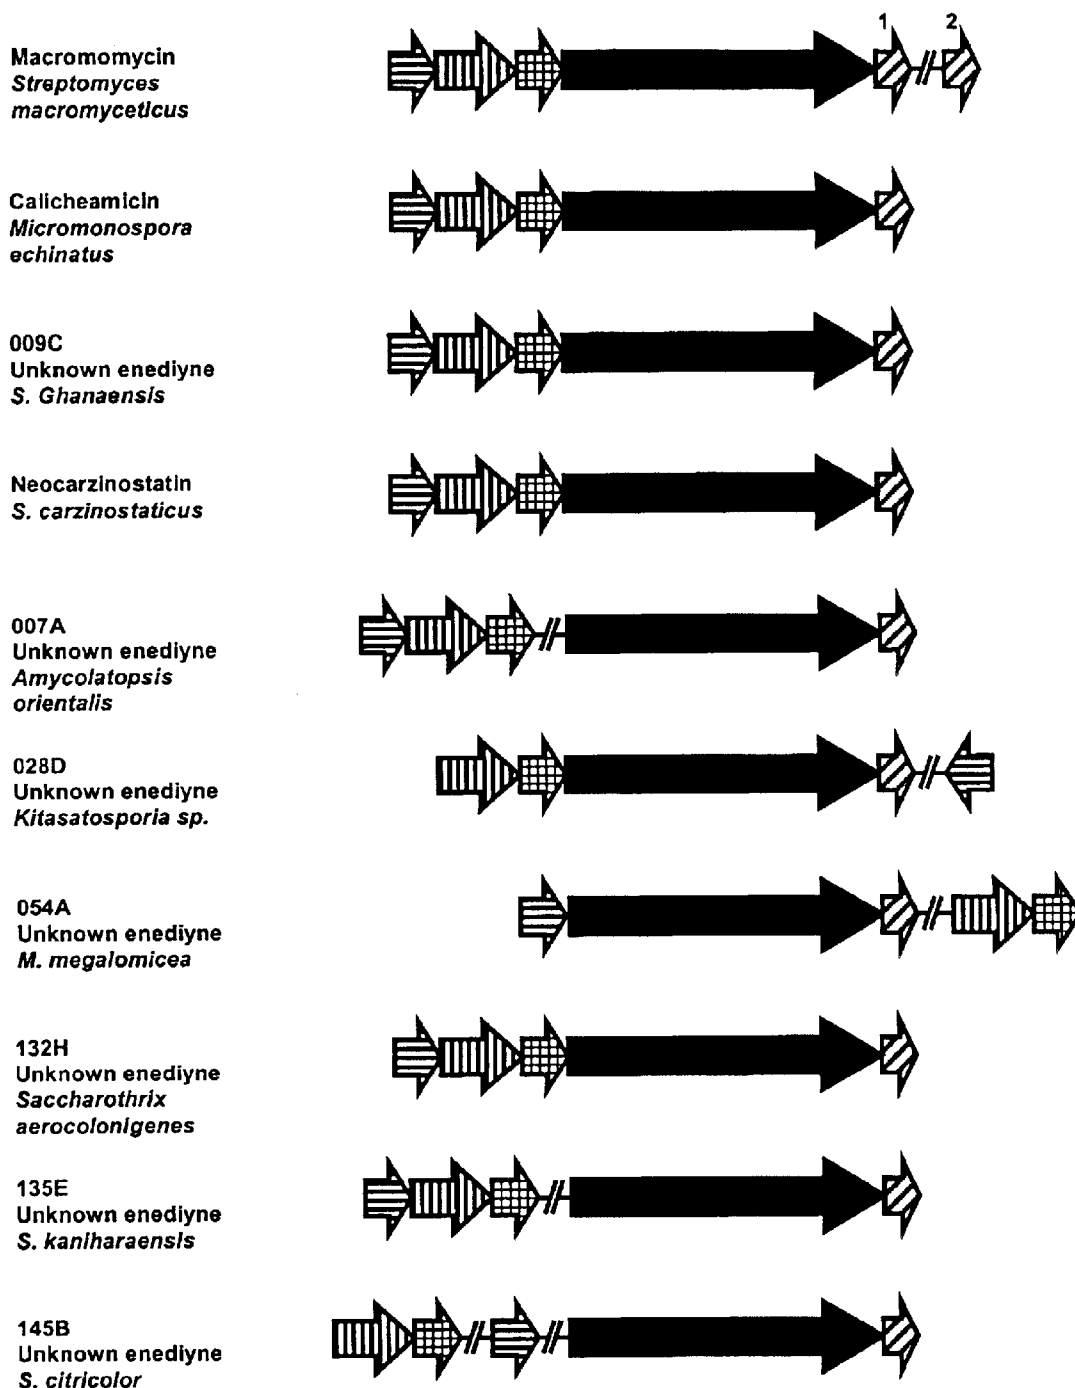 1 2
Macromomycin
Streptomyces
macromyceticus
Calicheamicin
Micromonospora
echinatus
009C
Unknown enediyne
S. Ghanaensis
Neocarzinostatin
S. carzinostaticus
007A
Unknown enediyne
Amycolatopsis
orientalis
028D
Unknown enediyne
Kitasatosporia sp.
054A
Unknown enediyne
M. megalomicea
132H
Unknown enediyne
Saccharothrix
aerocolonigenes
135E
Unknown enediyne
S. kaniharaensis
145B
Unknown enediyne
S. citricolor